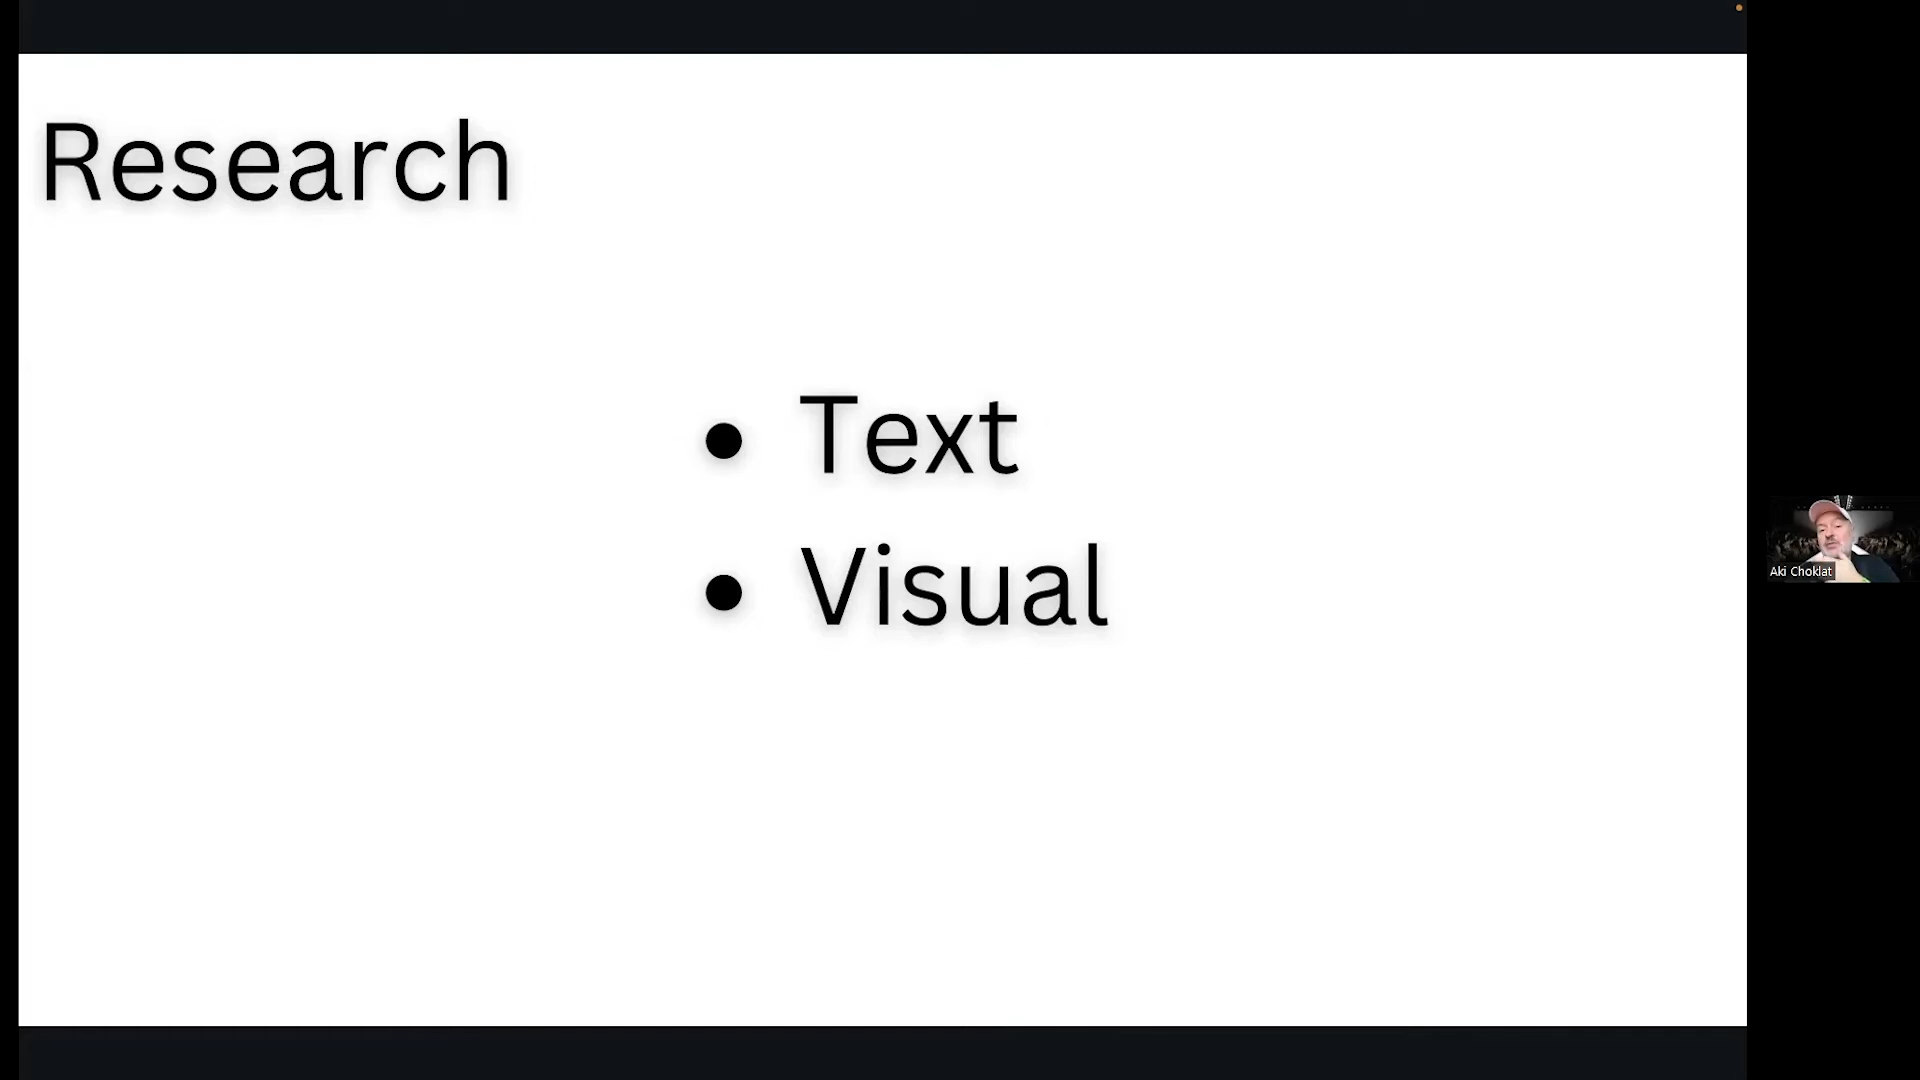 Research
• Text
• Visual
Aki Choklat